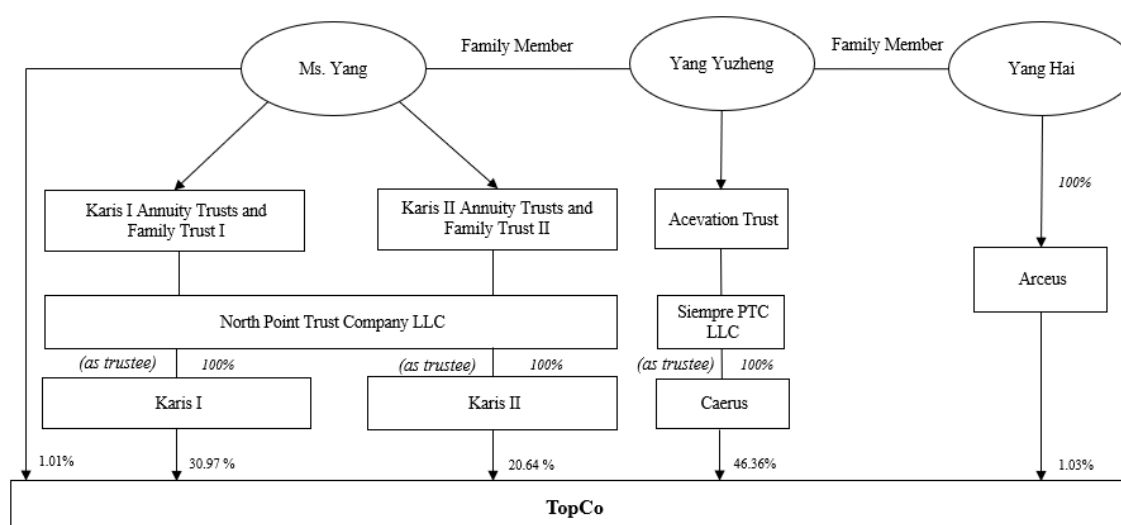 Family Member
Family Member
Ms. Yang
Yang Yuzheng
Yang Hai
100%
Karis I Annuity Trusts and
Family Trust I
Karis II Annuity Trusts and
Family Trust II
Acevation Trust
Arceus
North Point Trust Company LLC
Siempre PTC
LLC
(as trustee) 100%
(as trustee) 100%
(as trustee) 100%
Karis I
Karis II
Caerus
1.01%
30.97 %
20.64 %
46.36%
1.03%
TopCo